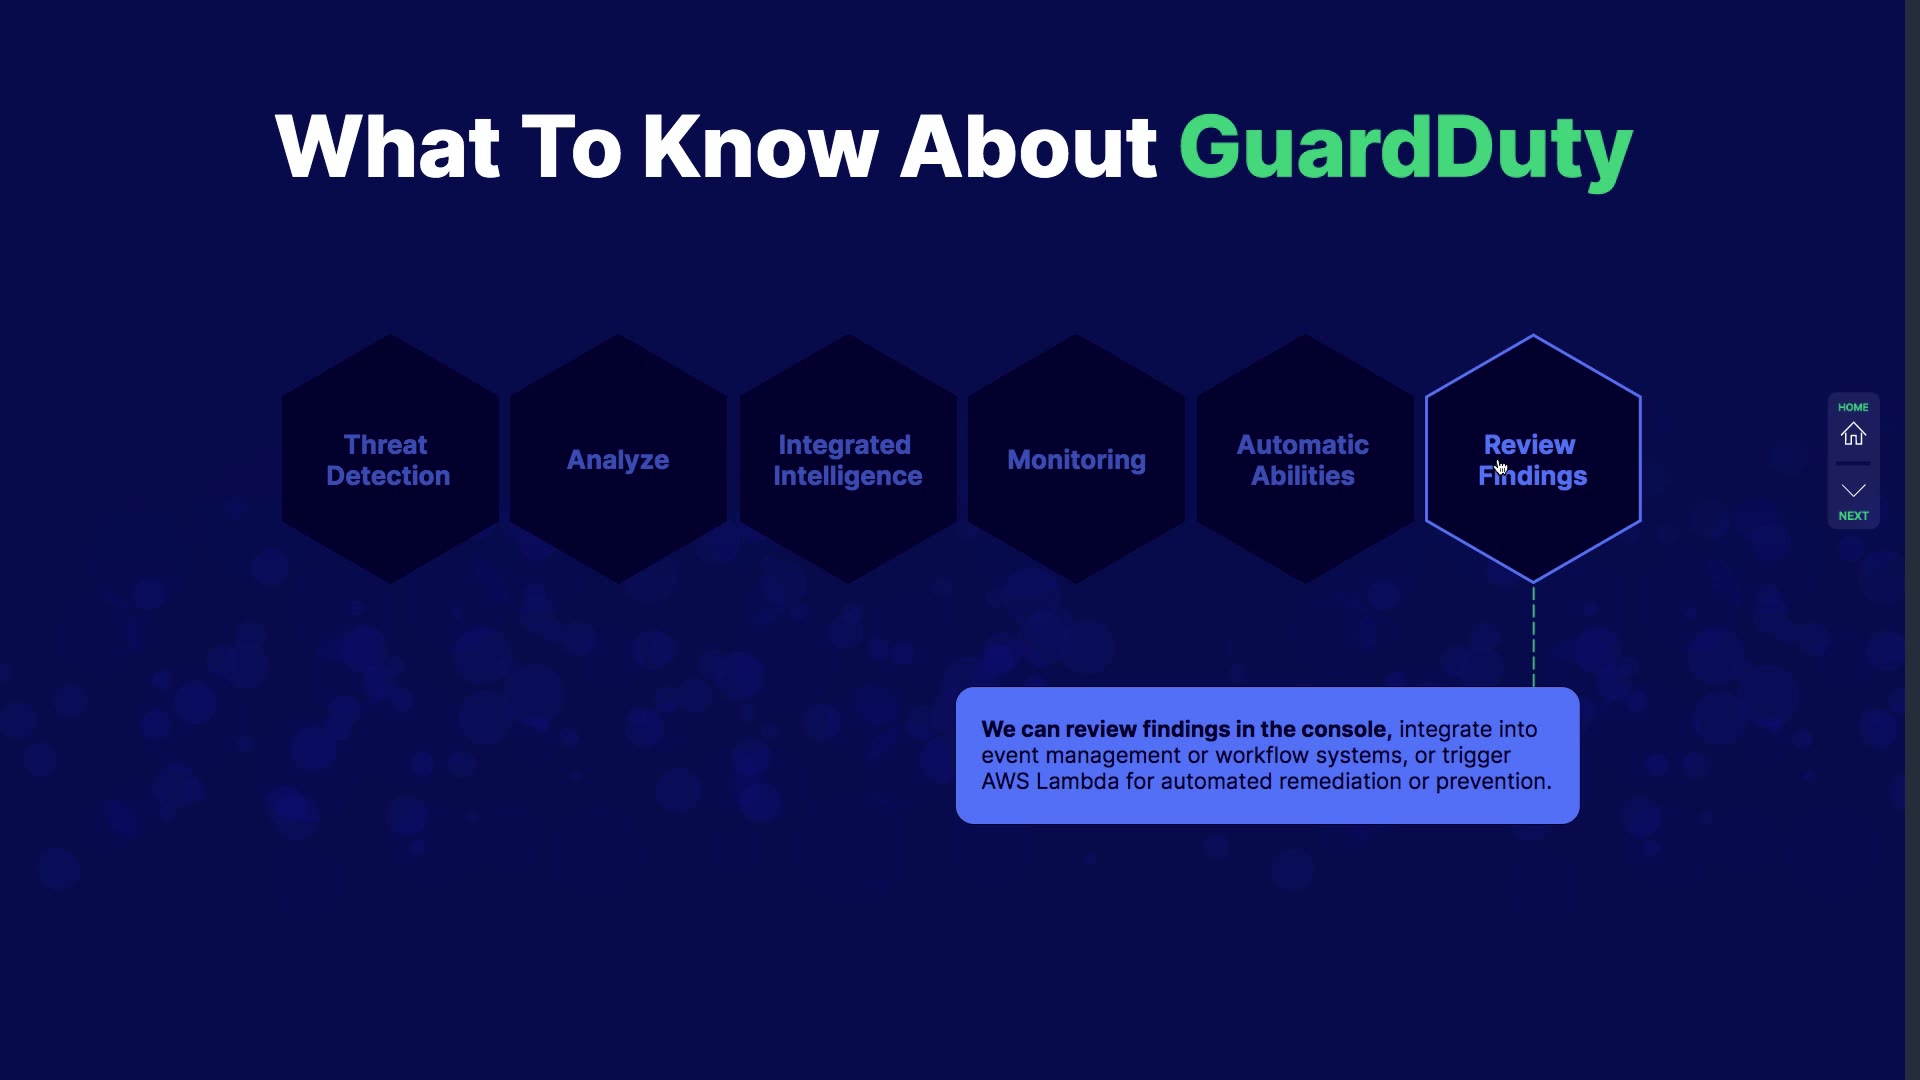 What To Know About GuardDuty
Threat
Detection
Analyze
Integrated
Intelligence
Monitoring
Automatic
Abilities
Review
Findings
HOME
NEXT
We can review findings in the console, integrate into
event management or workflow systems, or trigger
AWS Lambda for automated remediation or prevention.